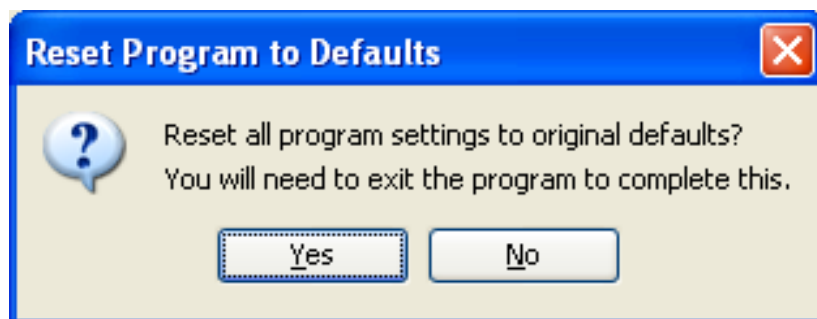 Reset Program to Defaults
Reset all program settings to original defaults?
You will need to exit the program to complete this.
Yes
No